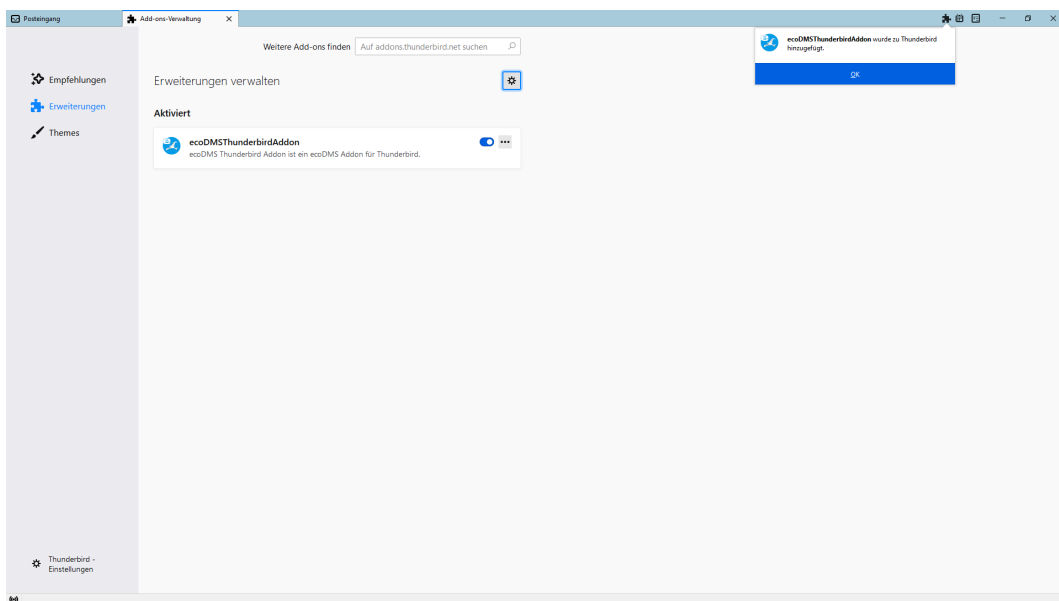 Posteingang
Add-ons-Verwaltung
Weitere Add-ons finden
Auf addons.thunderbird.net suchen
ecoDMSThunderbirdAddon wurde zu Thunderbird
hinzugefügt.
OK
Empfehlungen
Erweiterungen
Themes
Erweiterungen verwalten
Aktiviert
ecoDMSThunderbirdAddon
ecoDMS Thunderbird Addon ist ein ecoDMS Addon für Thunderbird.
Thunderbird -
Einstellungen